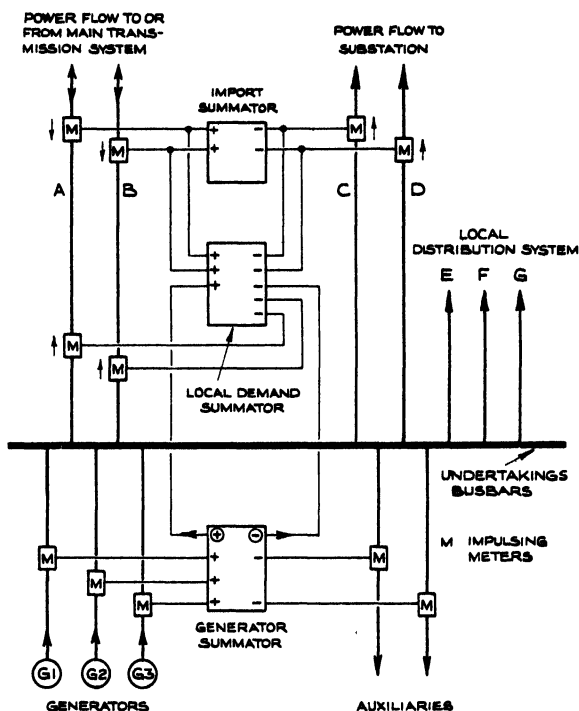 POWER FLOW TO OR
FROM MAIN TRANS-
MISSION SYSTEM
POWER FLOW TO
SUBSTATION
IMPORT
SUMMATOR
M
+
-
M
M
+
-
M
A
B
C
D
LOCAL
DISTRIBUTION SYSTEM
E F G
+
-
+
-
+
-
-
-
M
M
LOCAL DEMAND
SUMMATOR
UNDERTAKINGS
BUSBARS
M IMPULSING
METERS
+
-
M
+
-
M
M
+
M
+
-
M
GENERATOR
SUMMATOR
G1 G2 G3
GENERATORS
AUXILIARIES